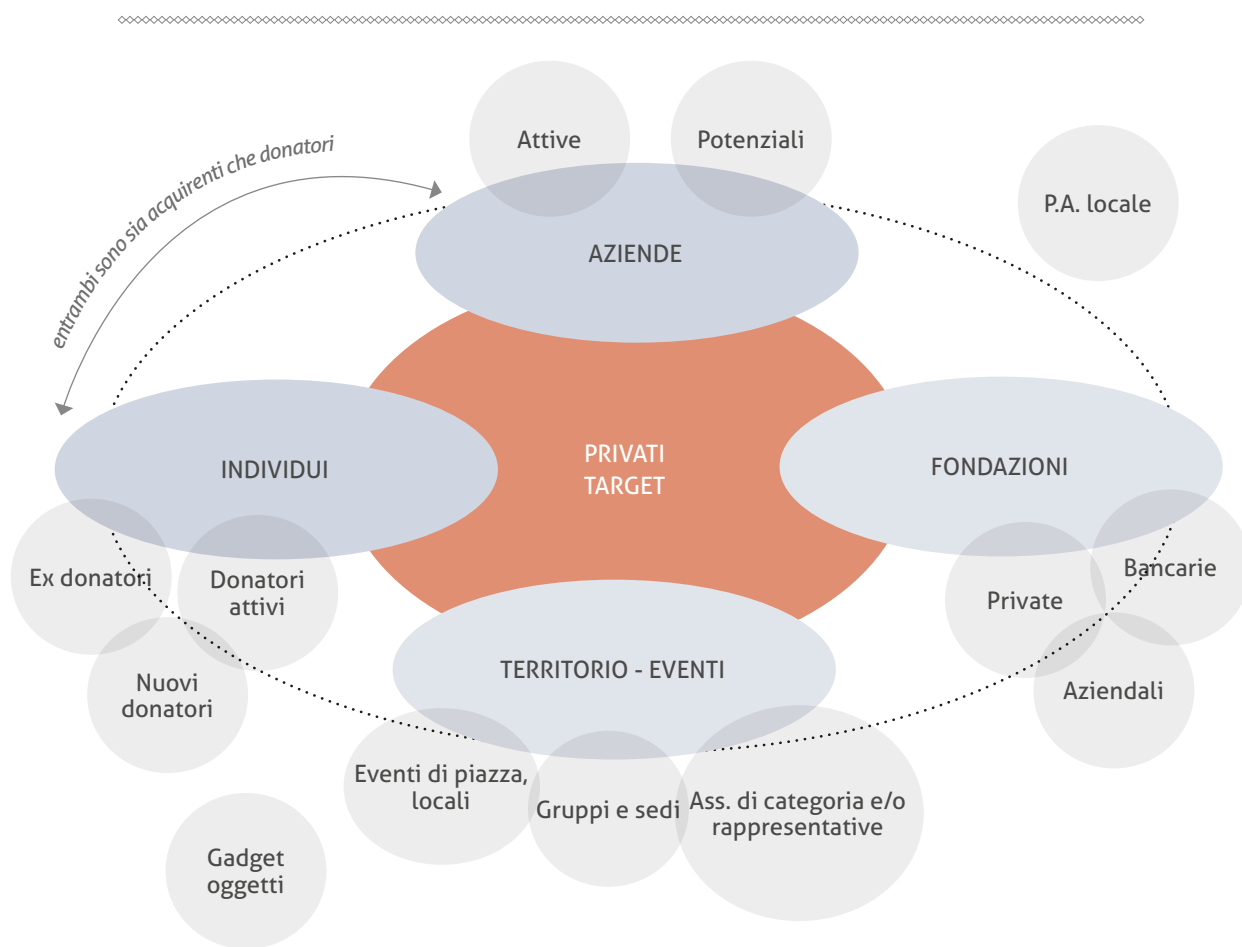 entrambi sono sia acquirenti che donatori
Attive
Potenziali
P.A. locale
AZIENDE
INDIVIDUI
PRIVATI
TARGET
FONDAZIONI
Ex donatori
Donatori
attivi
Nuovi
donatori
Private
Bancarie
Aziendali
TERRITORIO - EVENTI
Eventi di piazza,
locali
Gruppi e sedi
Ass. di categoria e/o
rappresentative
Gadget
oggetti